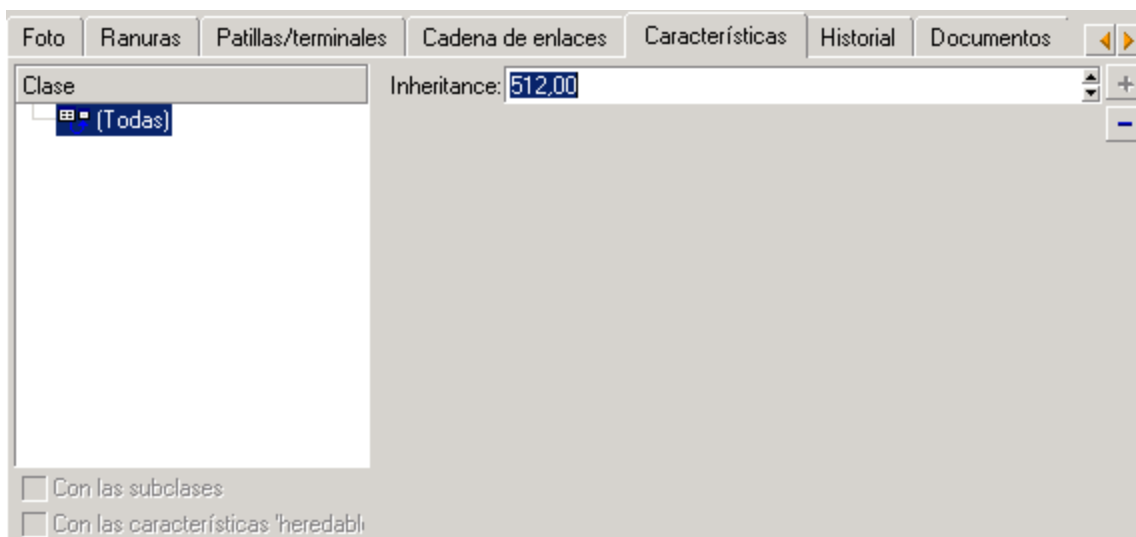 Foto Ranuras Patillas/terminales Cadena de enlaces Características Historial Documentos
Clase Inheritance: 512,00
(Todas)
Con las subclases
Con las características 'heredabl